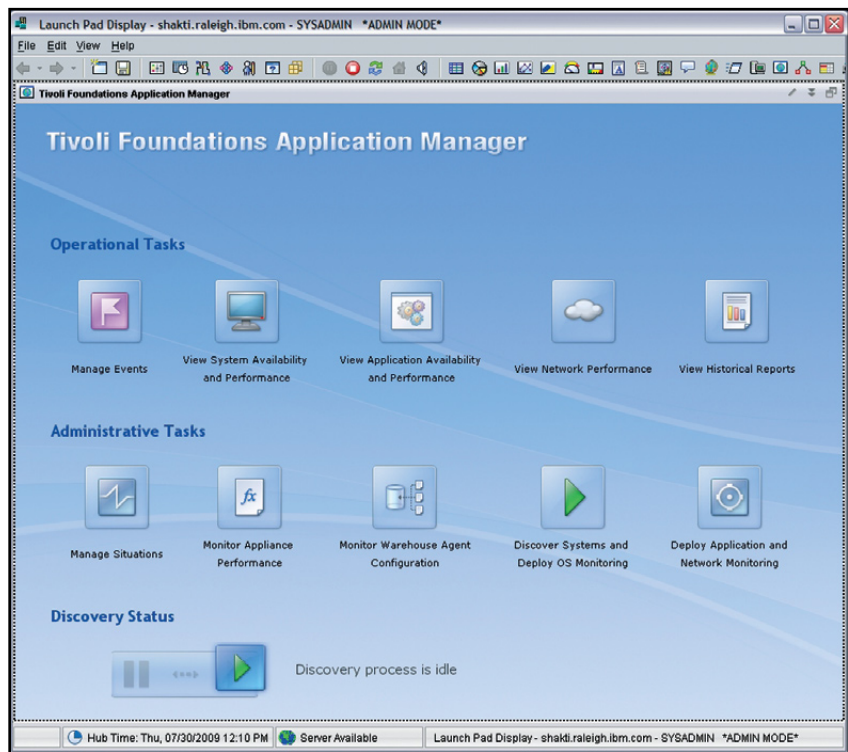 Launch Pad Display - shakti.raleigh.ibm.com - SYSADMIN *ADMIN MODE*
File Edit View Help
Tivoli Foundations Application Manager
Tivoli Foundations Application Manager
Operational Tasks
Manage Events
View System Availability
and Performance
View Application Availability
and Performance
View Network Performance
View Historical Reports
Administrative Tasks
fx
Manage Situations
Monitor Appliance
Performance
Monitor Warehouse Agent
Configuration
Discover Systems and
Deploy OS Monitoring
Deploy Application and
Network Monitoring
Discovery Status
Discovery process is idle
Hub Time: Thu, 07/30/2009 12:10 PM
Server Available
Launch Pad Display - shakti.raleigh.ibm.com - SYSADMIN *ADMIN MODE*